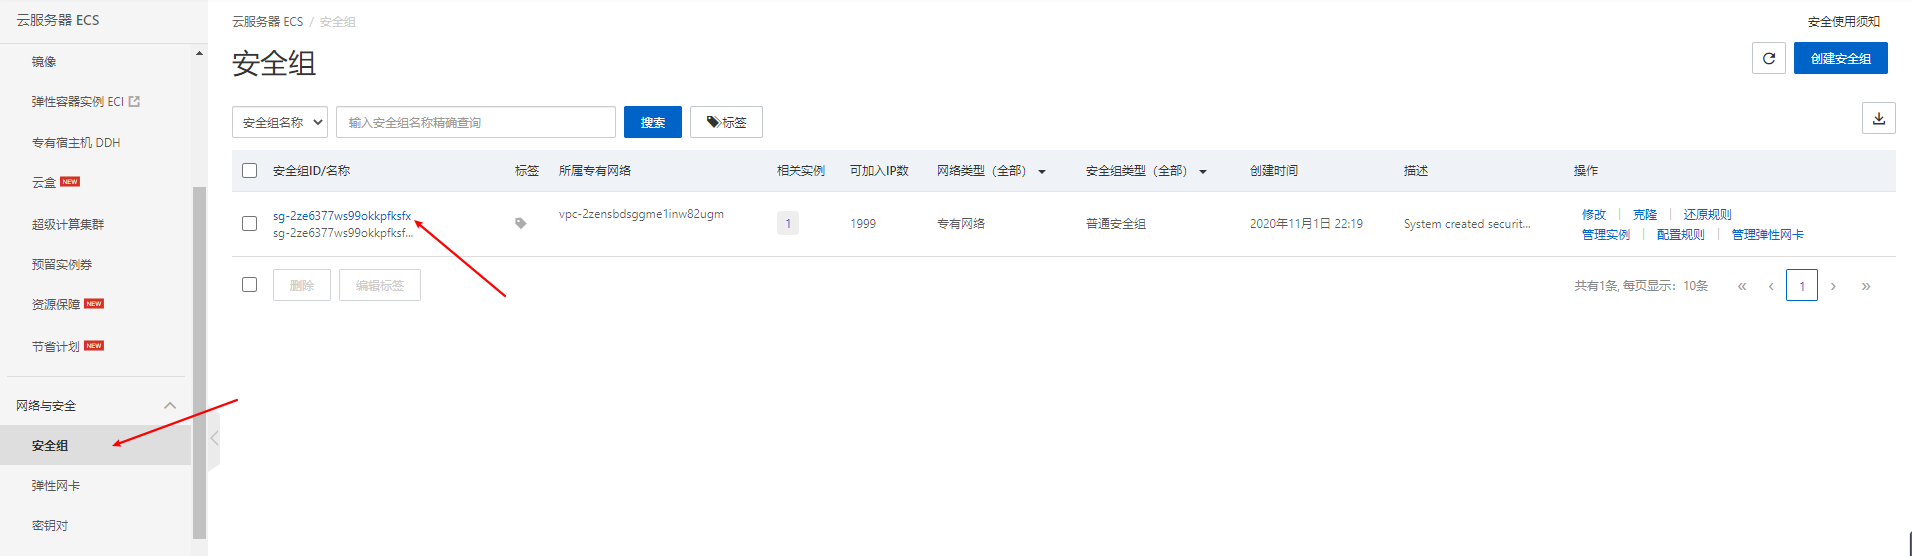 云服务器 ECS
镜像
弹性容器实例 ECI
专有宿主机 DDH
云盒 NEW
超级计算集群
预留实例券
资源保障 NEW
节省计划 NEW
网络与安全
安全组
弹性网卡
密钥对
云服务器 ECS / 安全组
安全使用须知
安全组
创建安全组
安全组名称 输入安全组名称精确查询 搜索 标签
安全组ID/名称 标签 所属专有网络 相关实例 可加入IP数 网络类型（全部） 安全组类型（全部） 创建时间 描述 操作
sg-2ze6377ws99okkpfksfx
sg-2ze6377ws99okkpfksf...
vpc-2zensbdsggme1inw82ugm
1 1999 专有网络 普通安全组 2020年11月1日 22:19 System created securit...
修改 | 克隆 | 还原规则
管理实例 | 配置规则 | 管理弹性网卡
删除 编辑标签 共有1条, 每页显示：10条 « ‹ 1 › »